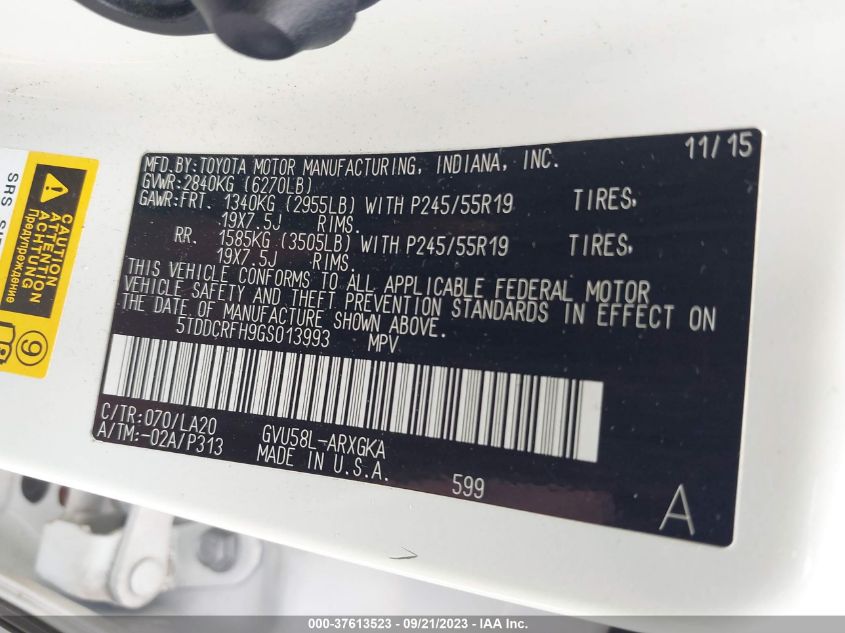 MFD.BY:TOYOTA MOTOR MANUFACTURING, INDIANA, INC. 11/15
GVWR:2840KG (6270LB)
GAWR:FRT. 1340KG (2955LB) WITH P245/55R19 TIRES,
19X7.5J RIMS.
RR. 1585KG (3505LB) WITH P245/55R19 TIRES,
19X7.5J RIMS.
THIS VEHICLE CONFORMS TO ALL APPLICABLE FEDERAL MOTOR
VEHICLE SAFETY AND THEFT PREVENTION STANDARDS IN EFFECT ON
THE DATE OF MANUFACTURE SHOWN ABOVE.
5TDDCRFH9GS013993 MPV
C/TR:070/LA20
A/TM:-02A/P313
GVU58L-ARXGKA
MADE IN U.S.A.
599
A
SRS
CAUTION
ATTENTION
ACHTUNG
Предупреждение
9
000-37613523 - 09/21/2023 - © IAA Inc.